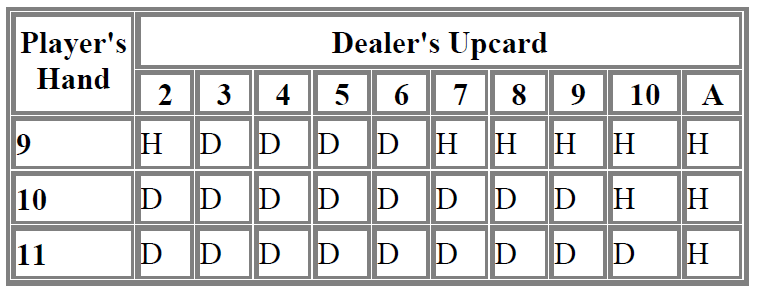 Player's Hand Dealer's Upcard
2 3 4 5 6 7 8 9 10 A
9 H D D D D H H H H H
10 D D D D D D D D H H
11 D D D D D D D D D H